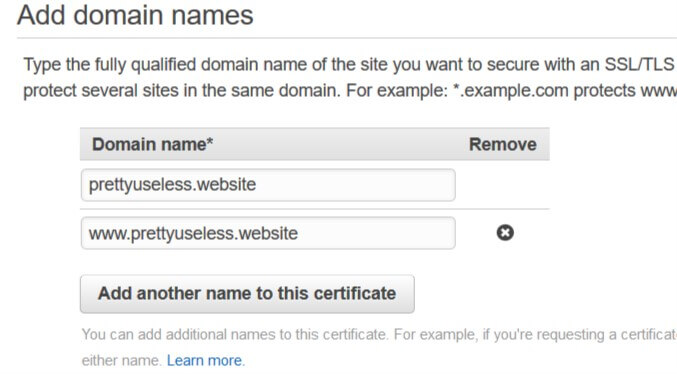 Add domain names
Type the fully qualified domain name of the site you want to secure with an SSL/TLS
protect several sites in the same domain. For example: *.example.com protects www
Domain name* Remove
prettyuseless.website
www.prettyuseless.website
Add another name to this certificate
You can add additional names to this certificate. For example, if you're requesting a certificat
either name. Learn more.